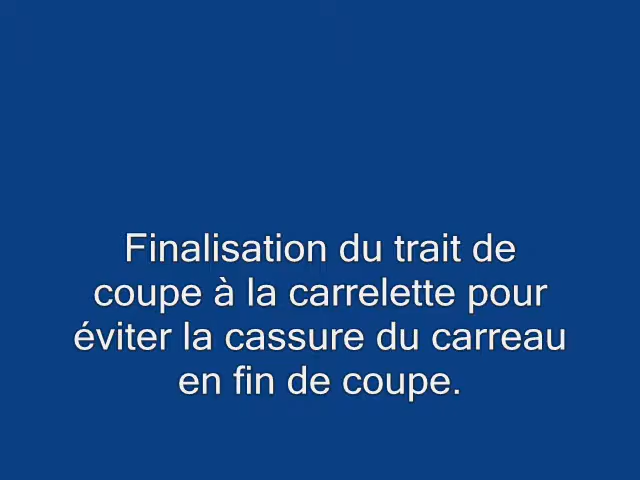 Finalisation du trait de
coupe à la carrelette pour
éviter la cassure du carreau
en fin de coupe.